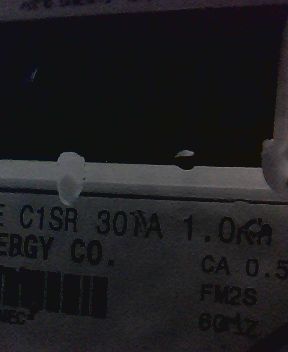 E C1SR 30TA 1.0Kh
ERGY CO.
CA 0.5
FM2S
60Hz